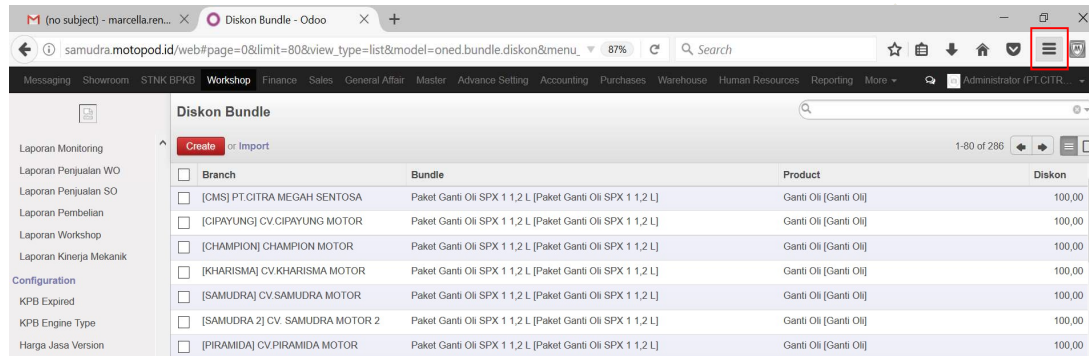 (no subject) - marcella.ren... Diskon Bundle - Odoo
samudra.motopod.id/web#page=0&limit=80&view_type=list&model=oned.bundle.diskon&menu_ 87% Search
Messaging Showroom STNK BPKB Workshop Finance Sales General Affair Master Advance Setting Accounting Purchases Warehouse Human Resources Reporting More Administrator (PT.CITR...
Diskon Bundle
Create or Import 1-80 of 286
Laporan Monitoring
Laporan Penjualan WO
Laporan Penjualan SO
Laporan Pembelian
Laporan Workshop
Laporan Kinerja Mekanik
Configuration
KPB Expired
KPB Engine Type
Harga Jasa Version
Branch Bundle Product Diskon
[CMS] PT.CITRA MEGAH SENTOSA Paket Ganti Oli SPX 1 1,2 L [Paket Ganti Oli SPX 1 1,2 L] Ganti Oli [Ganti Oli] 100,00
[CIPAYUNG] CV.CIPAYUNG MOTOR Paket Ganti Oli SPX 1 1,2 L [Paket Ganti Oli SPX 1 1,2 L] Ganti Oli [Ganti Oli] 100,00
[CHAMPION] CHAMPION MOTOR Paket Ganti Oli SPX 1 1,2 L [Paket Ganti Oli SPX 1 1,2 L] Ganti Oli [Ganti Oli] 100,00
[KHARISMA] CV.KHARISMA MOTOR Paket Ganti Oli SPX 1 1,2 L [Paket Ganti Oli SPX 1 1,2 L] Ganti Oli [Ganti Oli] 100,00
[SAMUDRA] CV.SAMUDRA MOTOR Paket Ganti Oli SPX 1 1,2 L [Paket Ganti Oli SPX 1 1,2 L] Ganti Oli [Ganti Oli] 100,00
[SAMUDRA 2] CV. SAMUDRA MOTOR 2 Paket Ganti Oli SPX 1 1,2 L [Paket Ganti Oli SPX 1 1,2 L] Ganti Oli [Ganti Oli] 100,00
[PIRAMIDA] CV.PIRAMIDA MOTOR Paket Ganti Oli SPX 1 1,2 L [Paket Ganti Oli SPX 1 1,2 L] Ganti Oli [Ganti Oli] 100,00